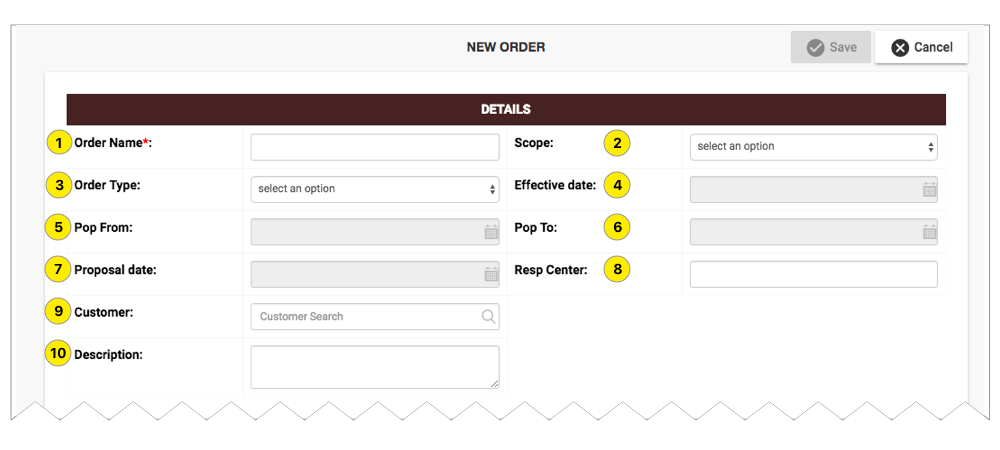 NEW ORDER
Save
Cancel
DETAILS
1 Order Name*:
Scope: 2 select an option
3 Order Type: select an option
Effective date: 4
5 Pop From:
Pop To: 6
7 Proposal date:
Resp Center: 8
9 Customer: Customer Search
10 Description: